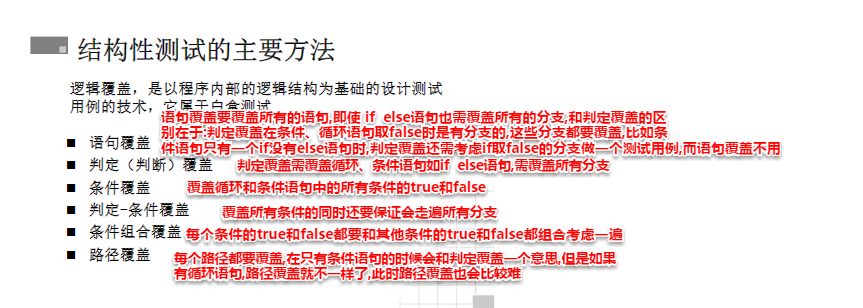 结构性测试的主要方法
逻辑覆盖，是以程序内部的逻辑结构为基础的设计测试
用例的技术，它属于白盒测试
语句覆盖要覆盖所有的语句,即使 if else语句也需覆盖所有的分支,和判定覆盖的区
别在于:判定覆盖在条件、循环语句取false时是有分支的,这些分支都要覆盖,比如条
件语句只有一个if没有else语句时,判定覆盖还需考虑if取false的分支做一个测试用例,而语句覆盖不用
■ 语句覆盖
■ 判定（判断）覆盖 判定覆盖需覆盖循环、条件语句如if else语句,需覆盖所有分支
■ 条件覆盖 覆盖循环和条件语句中的所有条件的true和false
■ 判定-条件覆盖 覆盖所有条件的同时还要保证会走遍所有分支
■ 条件组合覆盖 每个条件的true和false都要和其他条件的true和false都组合考虑一遍
■ 路径覆盖 每个路径都要覆盖,在只有条件语句的时候会和判定覆盖一个意思,但是如果
有循环语句,路径覆盖就不一样了,此时路径覆盖也会比较难